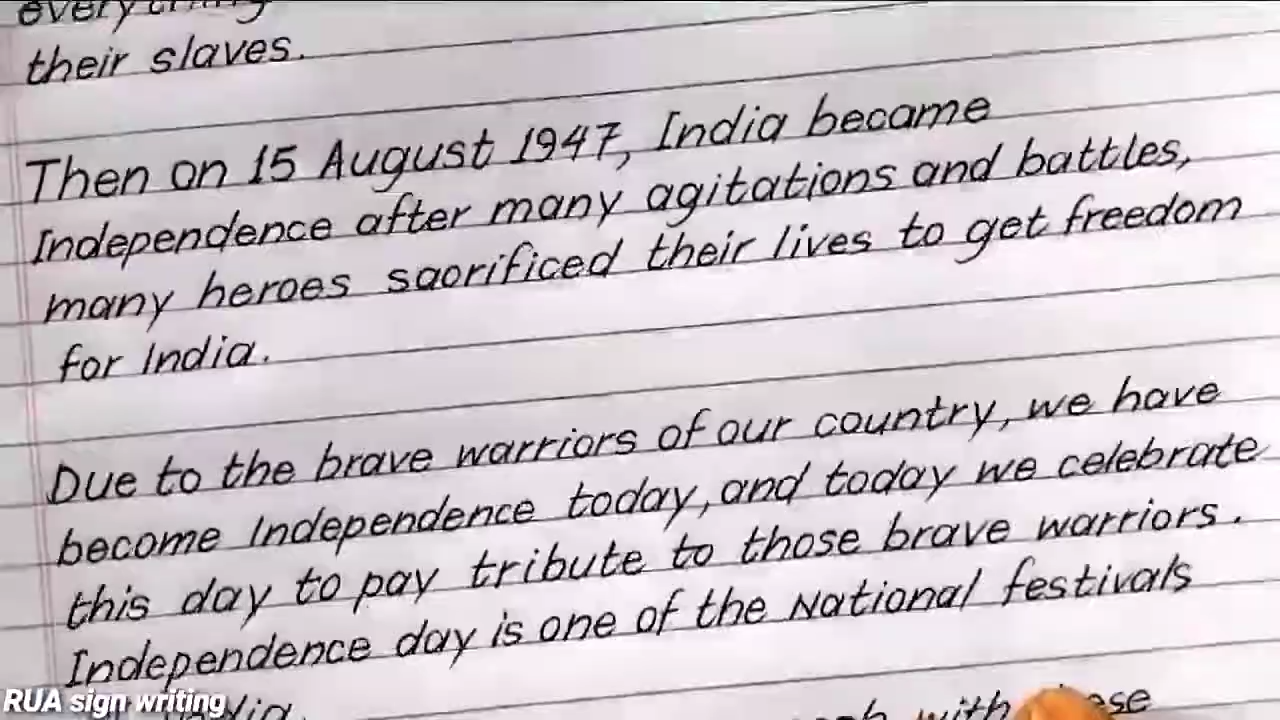 everything
their slaves.
Then on 15 August 1947, India became
Independence after many agitations and battles,
many heroes sacrificed their lives to get freedom
for India.
Due to the brave warriors of our country, we have
become Independence today, and today we celebrate
this day to pay tribute to those brave warriors.
Independence day is one of the National festivals
RUA sign writing
with